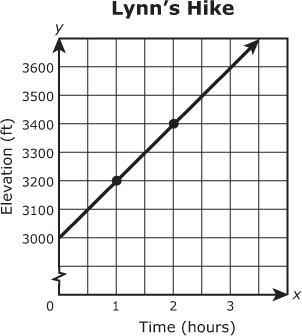 Lynn's Hike
y
3600
3500
3400
3300
3200
3100
3000
Elevation (ft)
0 1 2 3 x
Time (hours)